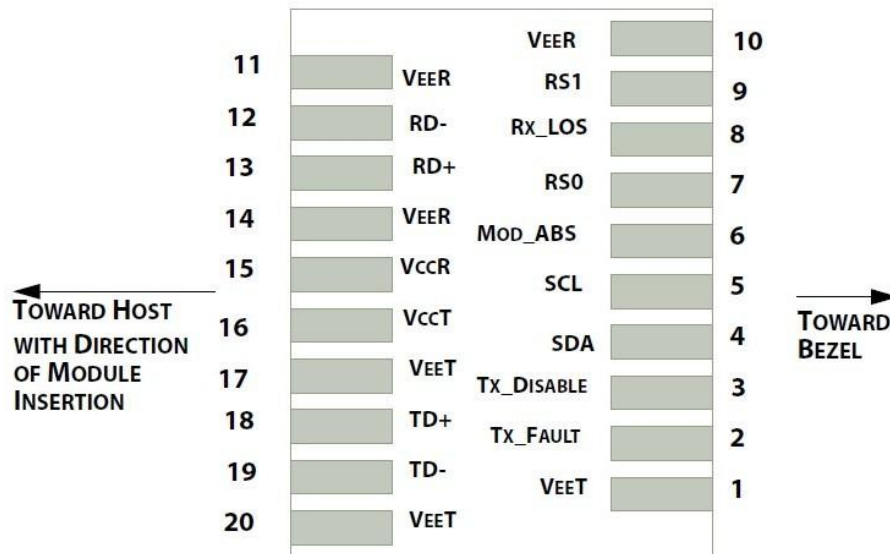 VEER 10
11 VEER
RS1 9
12 RD-
RX_LOS 8
13 RD+
RS0 7
14 VEER
MOD_ABS 6
15 VCCR
SCL 5
TOWARD HOST
WITH DIRECTION
OF MODULE
INSERTION
16 VCCT
TOWARD
BEZEL
SDA 4
17 VEET
TX_DISABLE 3
18 TD+
TX_FAULT 2
19 TD-
VEET 1
20 VEET